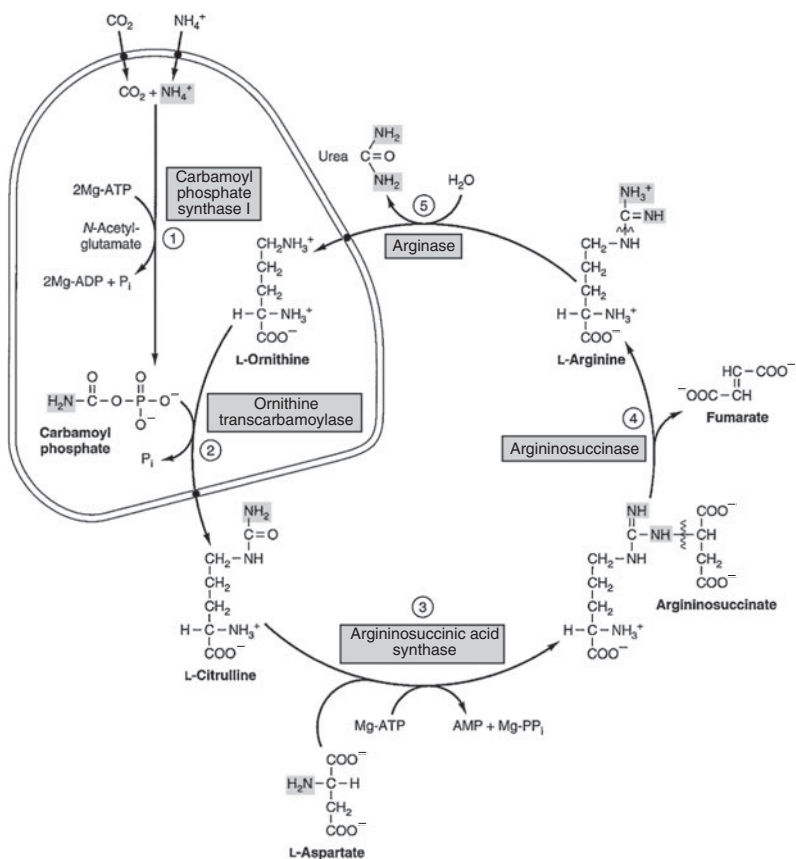 CO₂
NH₄⁺
CO₂ + NH₄⁺
2Mg-ATP
Carbamoyl
phosphate
synthase I
N-Acetyl-
glutamate
1
2Mg-ADP + Pᵢ
O
O
H₂N–C–O–P–O⁻
O⁻
Carbamoyl
phosphate
CH₂NH₃⁺
CH₂
CH₂
H–C–NH₃⁺
COO⁻
L-Ornithine
Ornithine
transcarbamoylase
Pᵢ
2
NH₂
Urea C=O
NH₂
H₂O
5
Arginase
NH₃⁺
C=NH
CH₂–NH
CH₂
CH₂
H–C–NH₃⁺
COO⁻
L-Arginine
HC–COO⁻
⁻OOC–CH
Fumarate
4
Argininosuccinase
NH₂
C=O
CH₂–NH
CH₂
CH₂
H–C–NH₃⁺
COO⁻
L-Citrulline
3
Argininosuccinic acid
synthase
Mg-ATP
AMP + Mg-PPᵢ
NH COO⁻
C–NH–CH
CH₂–NH CH₂
CH₂ COO⁻
CH₂
H–C–NH₃⁺
COO⁻
Argininosuccinate
COO⁻
H₂N–C–H
CH₂
COO⁻
L-Aspartate